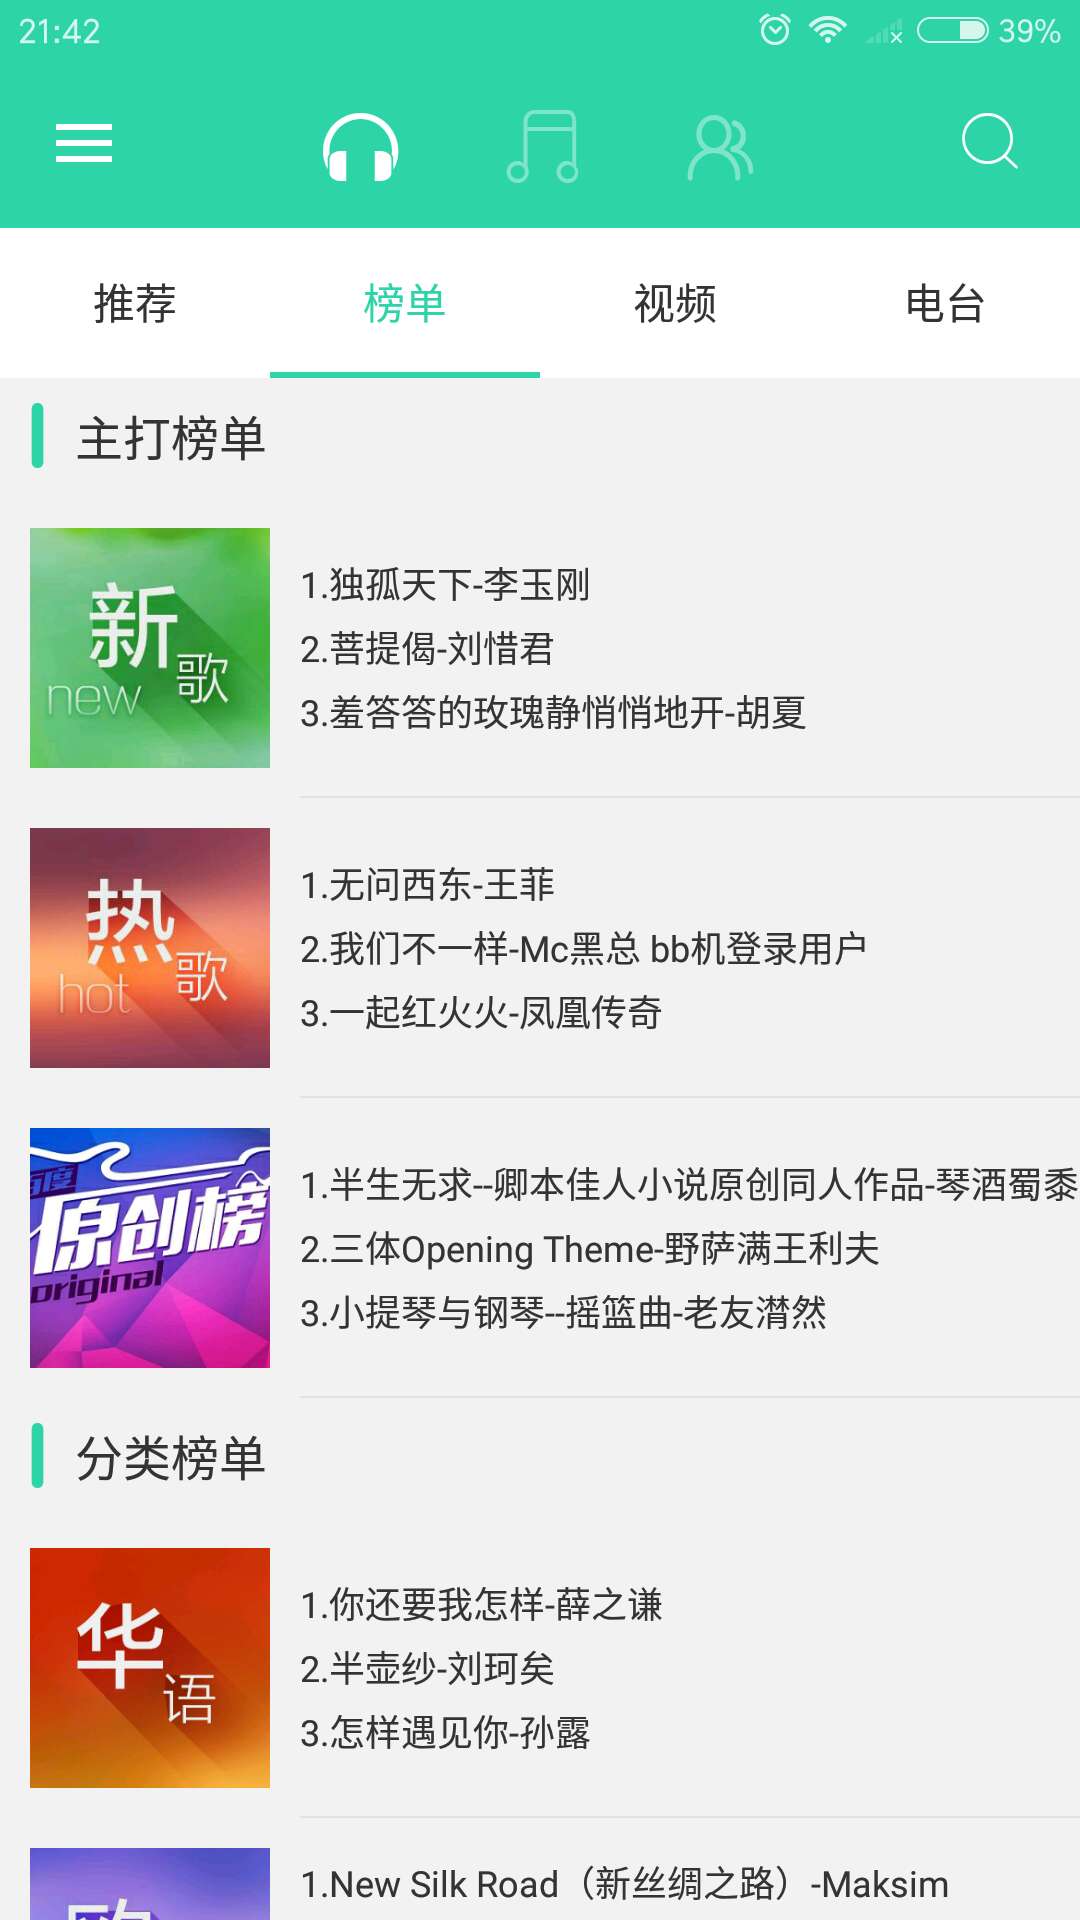 21:42
39%
推荐
榜单
视频
电台
主打榜单
新歌
new
1.独孤天下-李玉刚
2.菩提偈-刘惜君
3.羞答答的玫瑰静悄悄地开-胡夏
热歌
hot
1.无问西东-王菲
2.我们不一样-Mc黑总 bb机登录用户
3.一起红火火-凤凰传奇
百度
原创榜
original
1.半生无求--卿本佳人小说原创同人作品-琴酒蜀黍
2.三体Opening Theme-野萨满王利夫
3.小提琴与钢琴--摇篮曲-老友潸然
分类榜单
华语
1.你还要我怎样-薛之谦
2.半壶纱-刘珂矣
3.怎样遇见你-孙露
1.New Silk Road（新丝绸之路）-Maksim